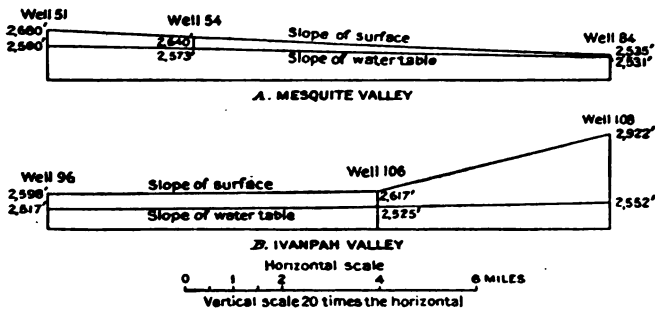 Well 51
2,680'
2,580'
Well 54
2,640'
2,573'
Slope of surface
Slope of water table
Well 84
2,535'
2,531'
A. MESQUITE VALLEY
Well 96
2,598'
2,517'
Slope of surface
Slope of water table
Well 106
2,617'
2,525'
Well 108
2,922'
2,552'
B. IVANPAH VALLEY
Horizontal scale
0 1 2 4 6 MILES
Vertical scale 20 times the horizontal